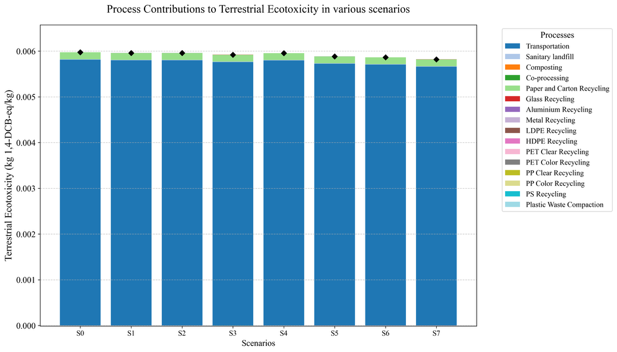 Process Contributions to Terrestrial Ecotoxicity in various scenarios
Terrestrial Ecotoxicity (kg 1,4-DCB-eq/kg)
0.006
0.005
0.004
0.003
0.002
0.001
0.000
S0 S1 S2 S3 S4 S5 S6 S7
Scenarios
Processes
Transportation
Sanitary landfill
Composting
Co-processing
Paper and Carton Recycling
Glass Recycling
Aluminium Recycling
Metal Recycling
LDPE Recycling
HDPE Recycling
PET Clear Recycling
PET Color Recycling
PP Clear Recycling
PP Color Recycling
PS Recycling
Plastic Waste Compaction